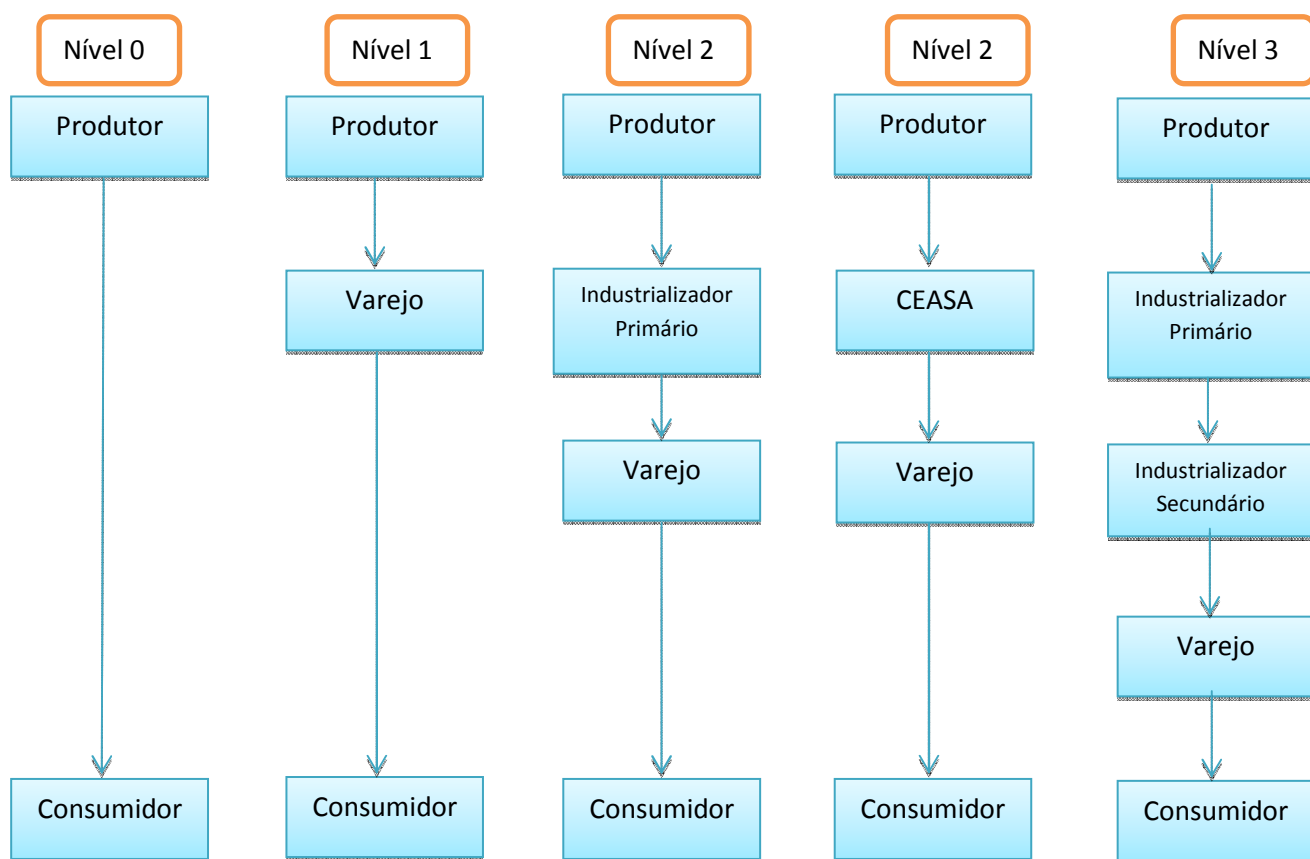 Nível 0
Nível 1
Nível 2
Nível 2
Nível 3
Produtor
Produtor
Produtor
Produtor
Produtor
Varejo
Industrializador
Primário
CEASA
Industrializador
Primário
Varejo
Varejo
Industrializador
Secundário
Varejo
Consumidor
Consumidor
Consumidor
Consumidor
Consumidor